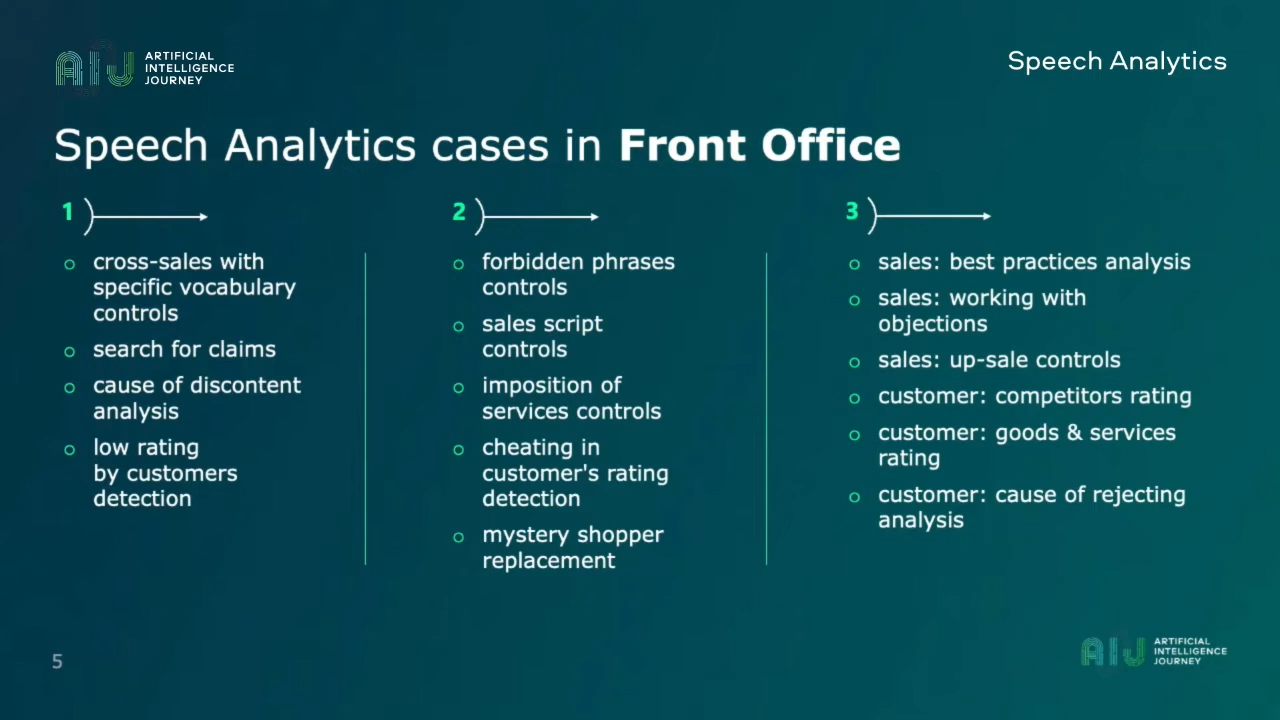 AIJ ARTIFICIAL
INTELLIGENCE
JOURNEY
Speech Analytics
Speech Analytics cases in Front Office
1
cross-sales with
specific vocabulary
controls
search for claims
cause of discontent
analysis
low rating
by customers
detection
2
forbidden phrases
controls
sales script
controls
imposition of
services controls
cheating in
customer's rating
detection
mystery shopper
replacement
3
sales: best practices analysis
sales: working with
objections
sales: up-sale controls
customer: competitors rating
customer: goods & services
rating
customer: cause of rejecting
analysis
5
AIJ ARTIFICIAL
INTELLIGENCE
JOURNEY